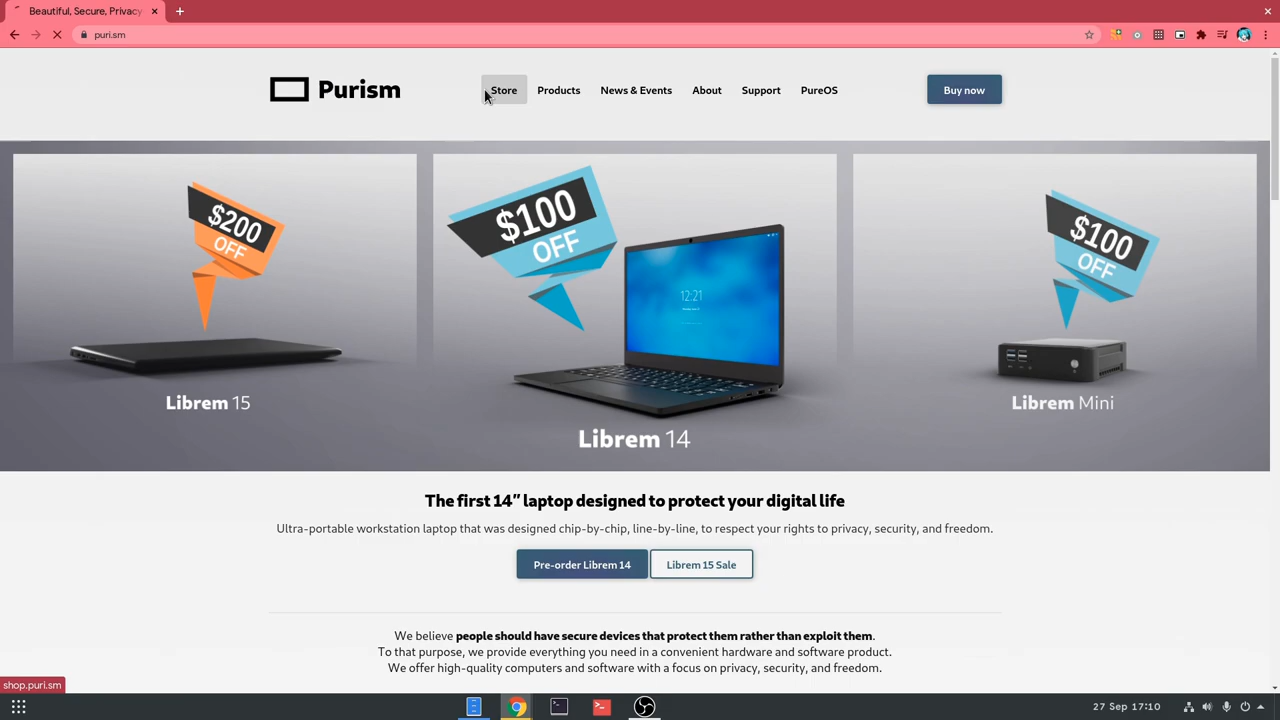 Beautiful, Secure, Privacy
puri.sm
Purism
Store
Products
News & Events
About
Support
PureOS
Buy now
$200
OFF
Librem 15
$100
OFF
12:21
Librem 14
$100
OFF
Librem Mini
The first 14″ laptop designed to protect your digital life
Ultra-portable workstation laptop that was designed chip-by-chip, line-by-line, to respect your rights to privacy, security, and freedom.
Pre-order Librem 14
Librem 15 Sale
We believe people should have secure devices that protect them rather than exploit them.
To that purpose, we provide everything you need in a convenient hardware and software product.
We offer high-quality computers and software with a focus on privacy, security, and freedom.
shop.puri.sm
27 Sep 17:10